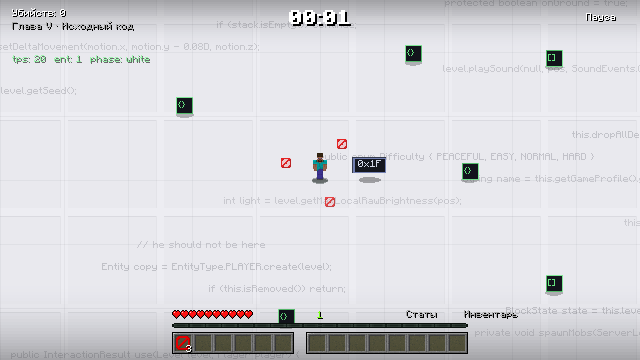 Убийств: 0
00:01
Пауза
Глава V · Исходный код
protected boolean onGround = true;
if (stack.isEmpty
setDeltaMovement(motion.x, motion.y - 0.08D, motion.z);
tps: 20 ent: 1 phase: white
level.playSound(null, pos, SoundEvents.
level.getSeed();
this.dropAllDe
Difficulty { PEACEFUL, EASY, NORMAL, HARD }
0x1F
name = this.getGameProfile().
int light = level.getM LocalRawBrightness(pos);
// he should not be here
Entity copy = EntityType.PLAYER.create(level);
if (this.isRemoved()) return;
BlockState state = this.leve
1
Статы
Инвентарь
private void spawnMobs(ServerL
3
public InteractionResult use(Level level, Player player